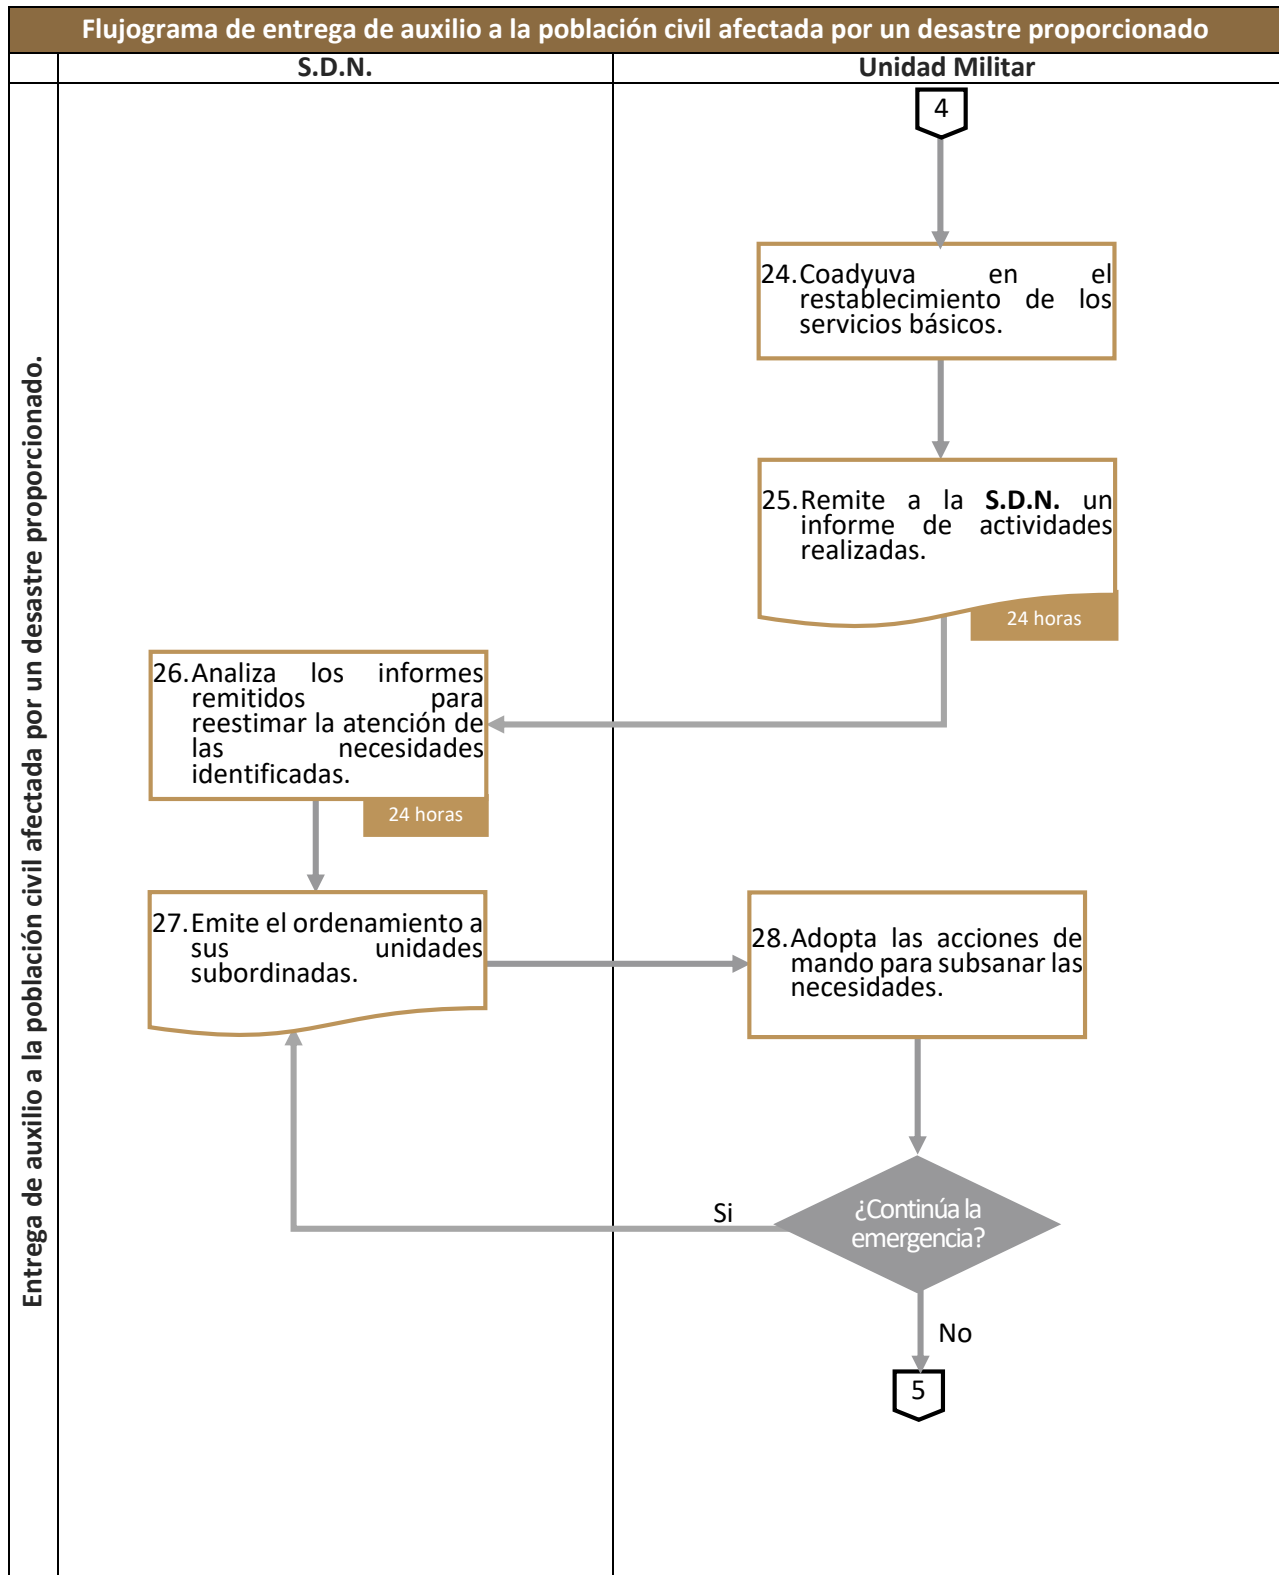 Flujograma de entrega de auxilio a la población civil afectada por un desastre proporcionado
S.D.N.
Unidad Militar
Entrega de auxilio a la población civil afectada por un desastre proporcionado.
4
24. Coadyuva en el
restablecimiento de los
servicios básicos.
25. Remite a la S.D.N. un
informe de actividades
realizadas.
24 horas
26. Analiza los informes
remitidos para
reestimar la atención de
las necesidades
identificadas.
24 horas
27. Emite el ordenamiento a
sus unidades
subordinadas.
28. Adopta las acciones de
mando para subsanar las
necesidades.
¿Continúa la
emergencia?
Si
No
5